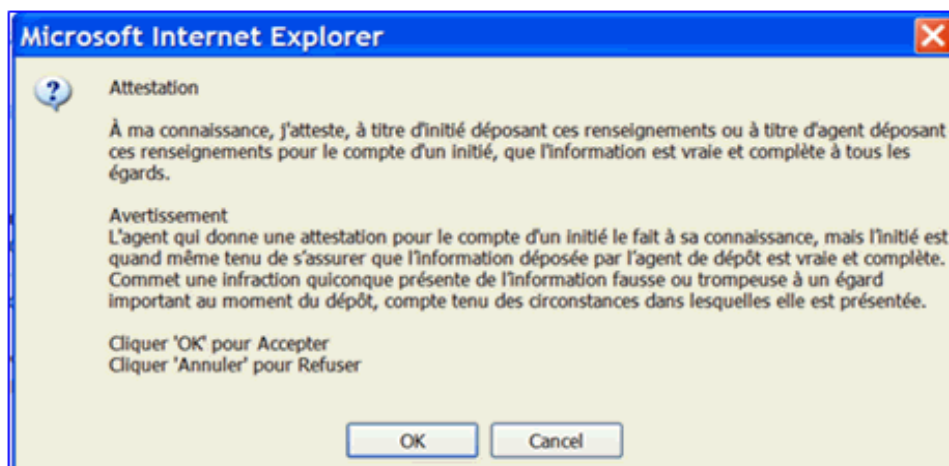 Microsoft Internet Explorer
Attestation
À ma connaissance, j'atteste, à titre d'initié déposant ces renseignements ou à titre d'agent déposant
ces renseignements pour le compte d'un initié, que l'information est vraie et complète à tous les
égards.
Avertissement
L'agent qui donne une attestation pour le compte d'un initié le fait à sa connaissance, mais l'initié est
quand même tenu de s'assurer que l'information déposée par l'agent de dépôt est vraie et complète.
Commet une infraction quiconque présente de l'information fausse ou trompeuse à un égard
important au moment du dépôt, compte tenu des circonstances dans lesquelles elle est présentée.
Cliquer 'OK' pour Accepter
Cliquer 'Annuler' pour Refuser
OK Cancel